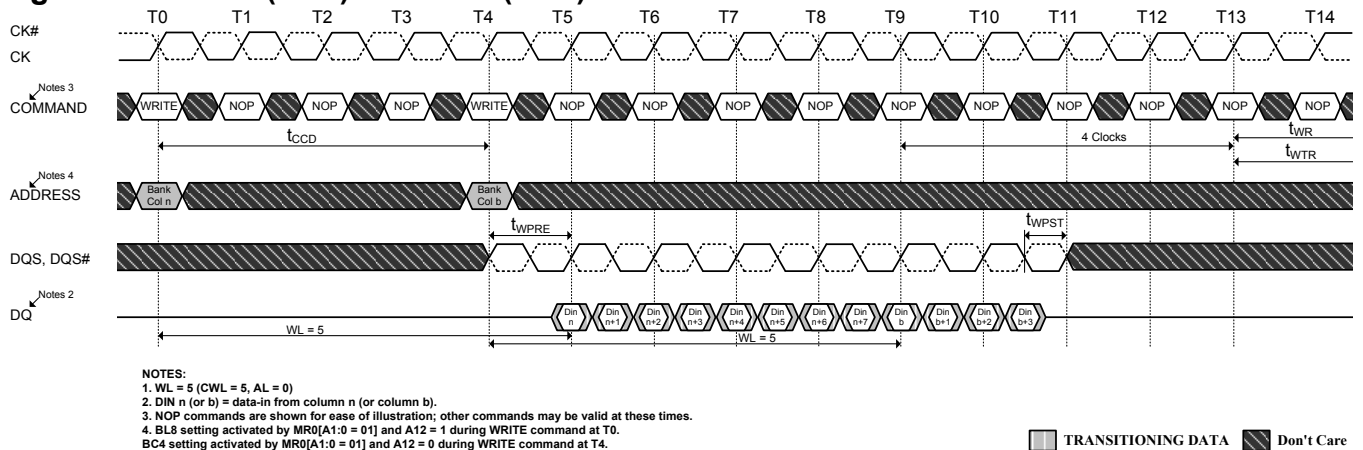 T0 T1 T2 T3 T4 T5 T6 T7 T8 T9 T10 T11 T12 T13 T14
CK#
CK
Notes 3
COMMAND
WRITE NOP NOP NOP WRITE NOP NOP NOP NOP NOP NOP NOP NOP NOP NOP
tCCD
4 Clocks
tWR
tWTR
Notes 4
ADDRESS
Bank Bank
Col n Col b
tWPRE
tWPST
DQS, DQS#
Notes 2
DQ
Din Din Din Din Din Din Din Din Din Din Din Din
n n+1 n+2 n+3 n+4 n+5 n+6 n+7 b b+1 b+2 b+3
WL = 5
WL = 5
NOTES:
1. WL = 5 (CWL = 5, AL = 0)
2. DIN n (or b) = data-in from column n (or column b).
3. NOP commands are shown for ease of illustration; other commands may be valid at these times.
4. BL8 setting activated by MR0[A1:0 = 01] and A12 = 1 during WRITE command at T0.
BC4 setting activated by MR0[A1:0 = 01] and A12 = 0 during WRITE command at T4.
TRANSITIONING DATA Don't Care